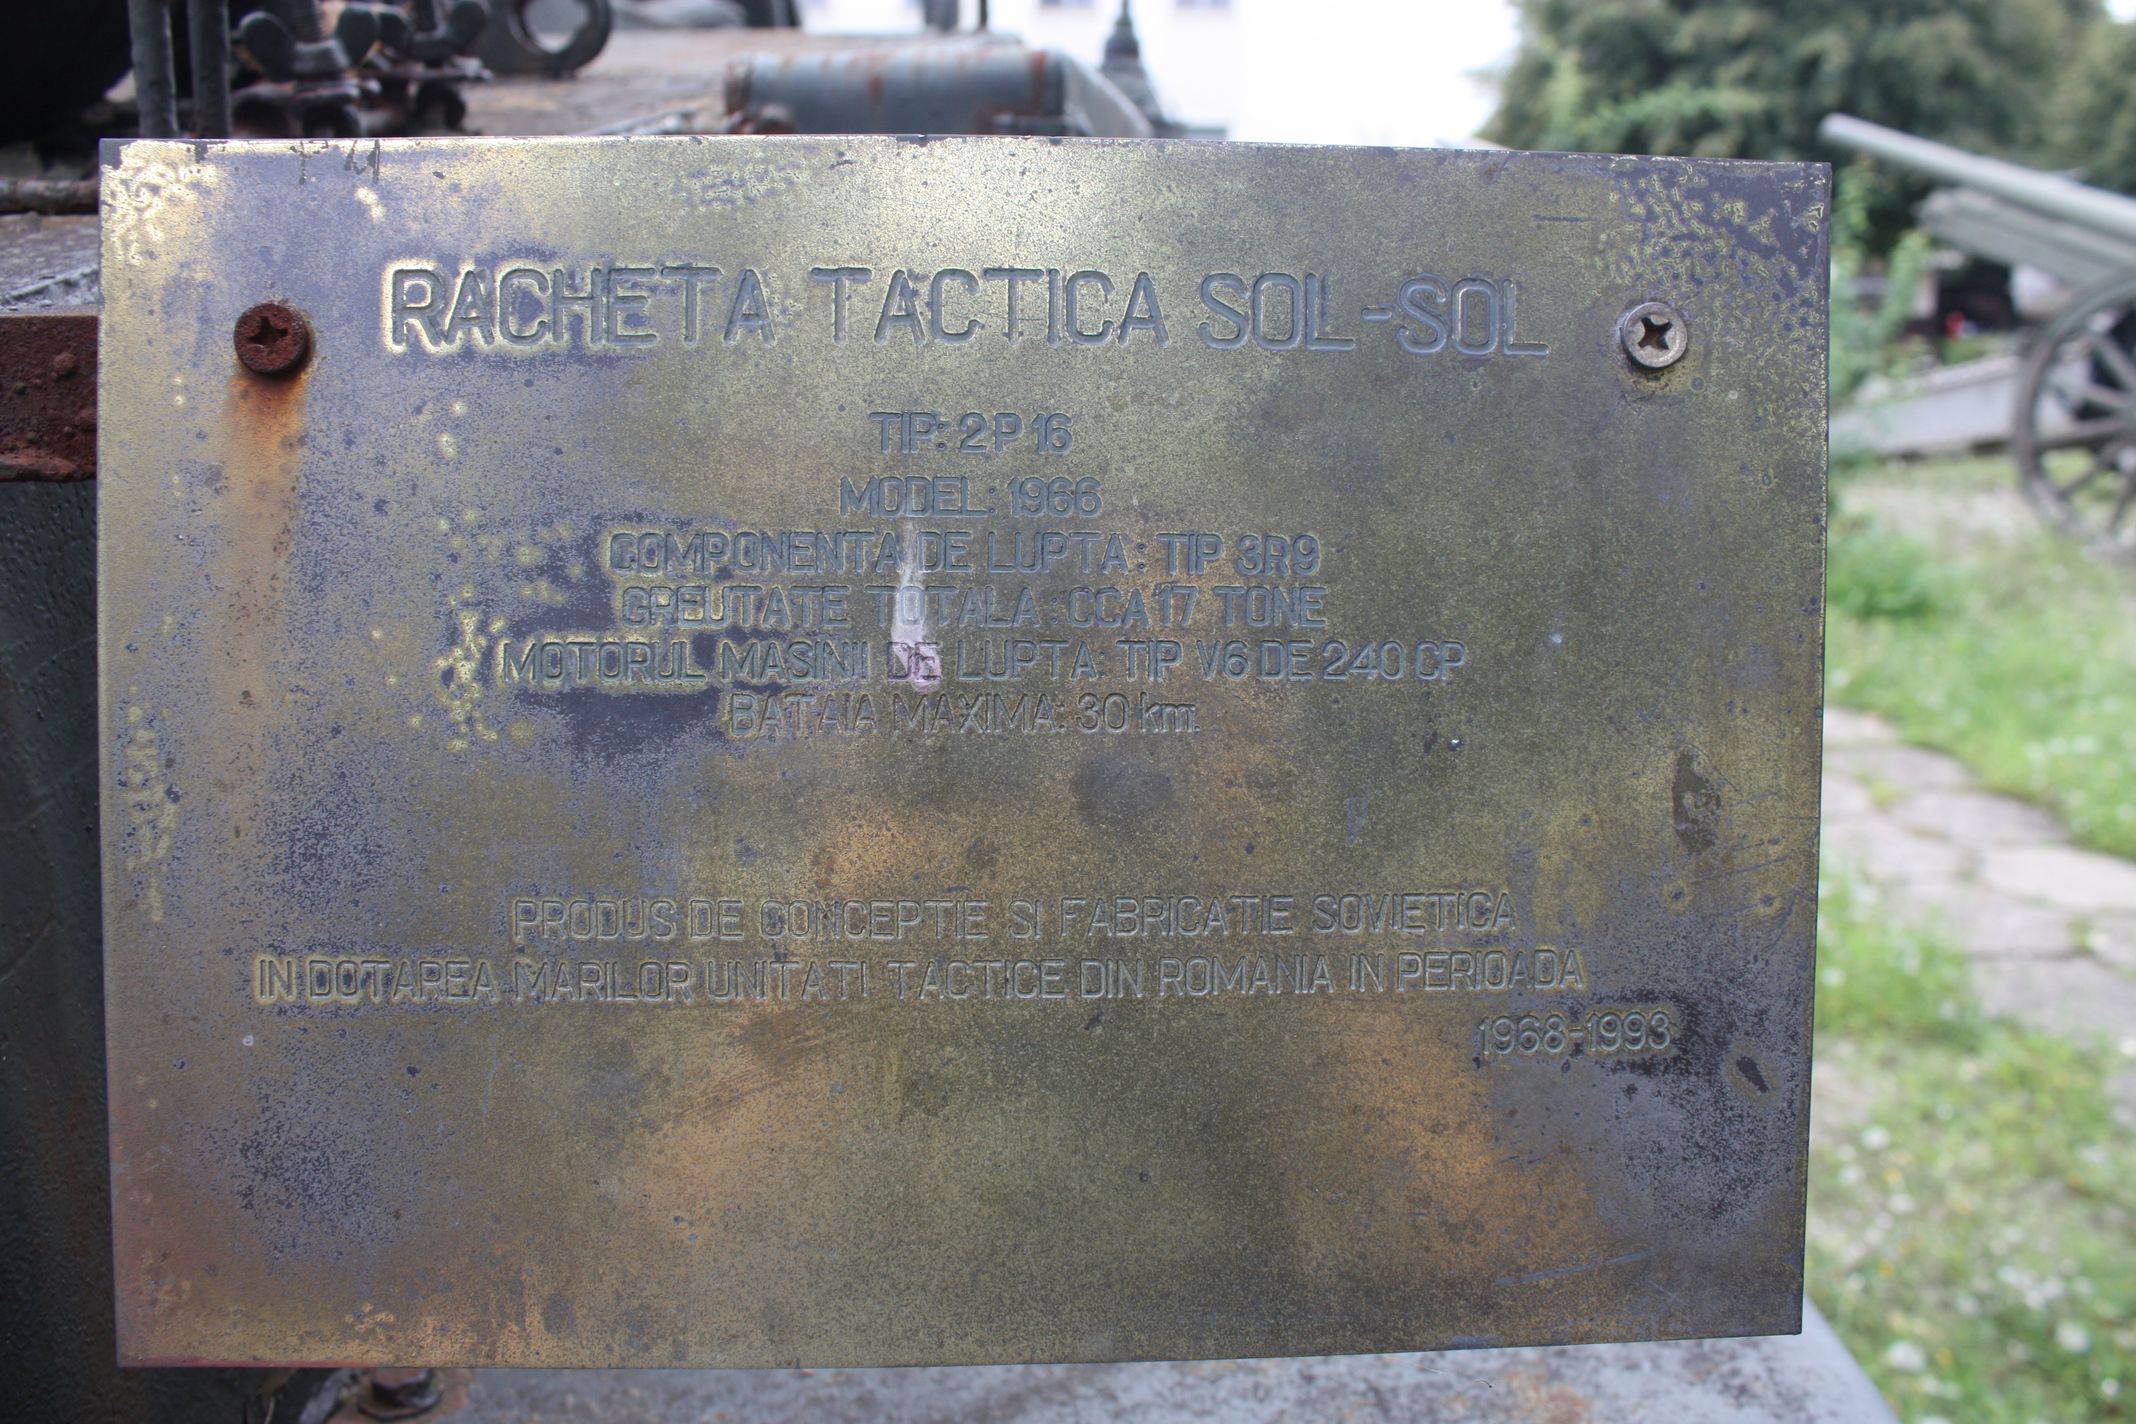 RACHETA TACTICA SOL-SOL
TIP: 2P16
MODEL: 1966
COMPONENTA DE LUPTA: TIP 3R9
GREUTATE TOTALA: CCA 17 TONE
MOTORUL MASINII DE LUPTA: TIP V6 DE 240 CP
BATAIA MAXIMA: 30 km.
PRODUS DE CONCEPTIE SI FABRICATIE SOVIETICA
IN DOTAREA MARILOR UNITATI TACTICE DIN ROMANIA IN PERIOADA
1968-1993